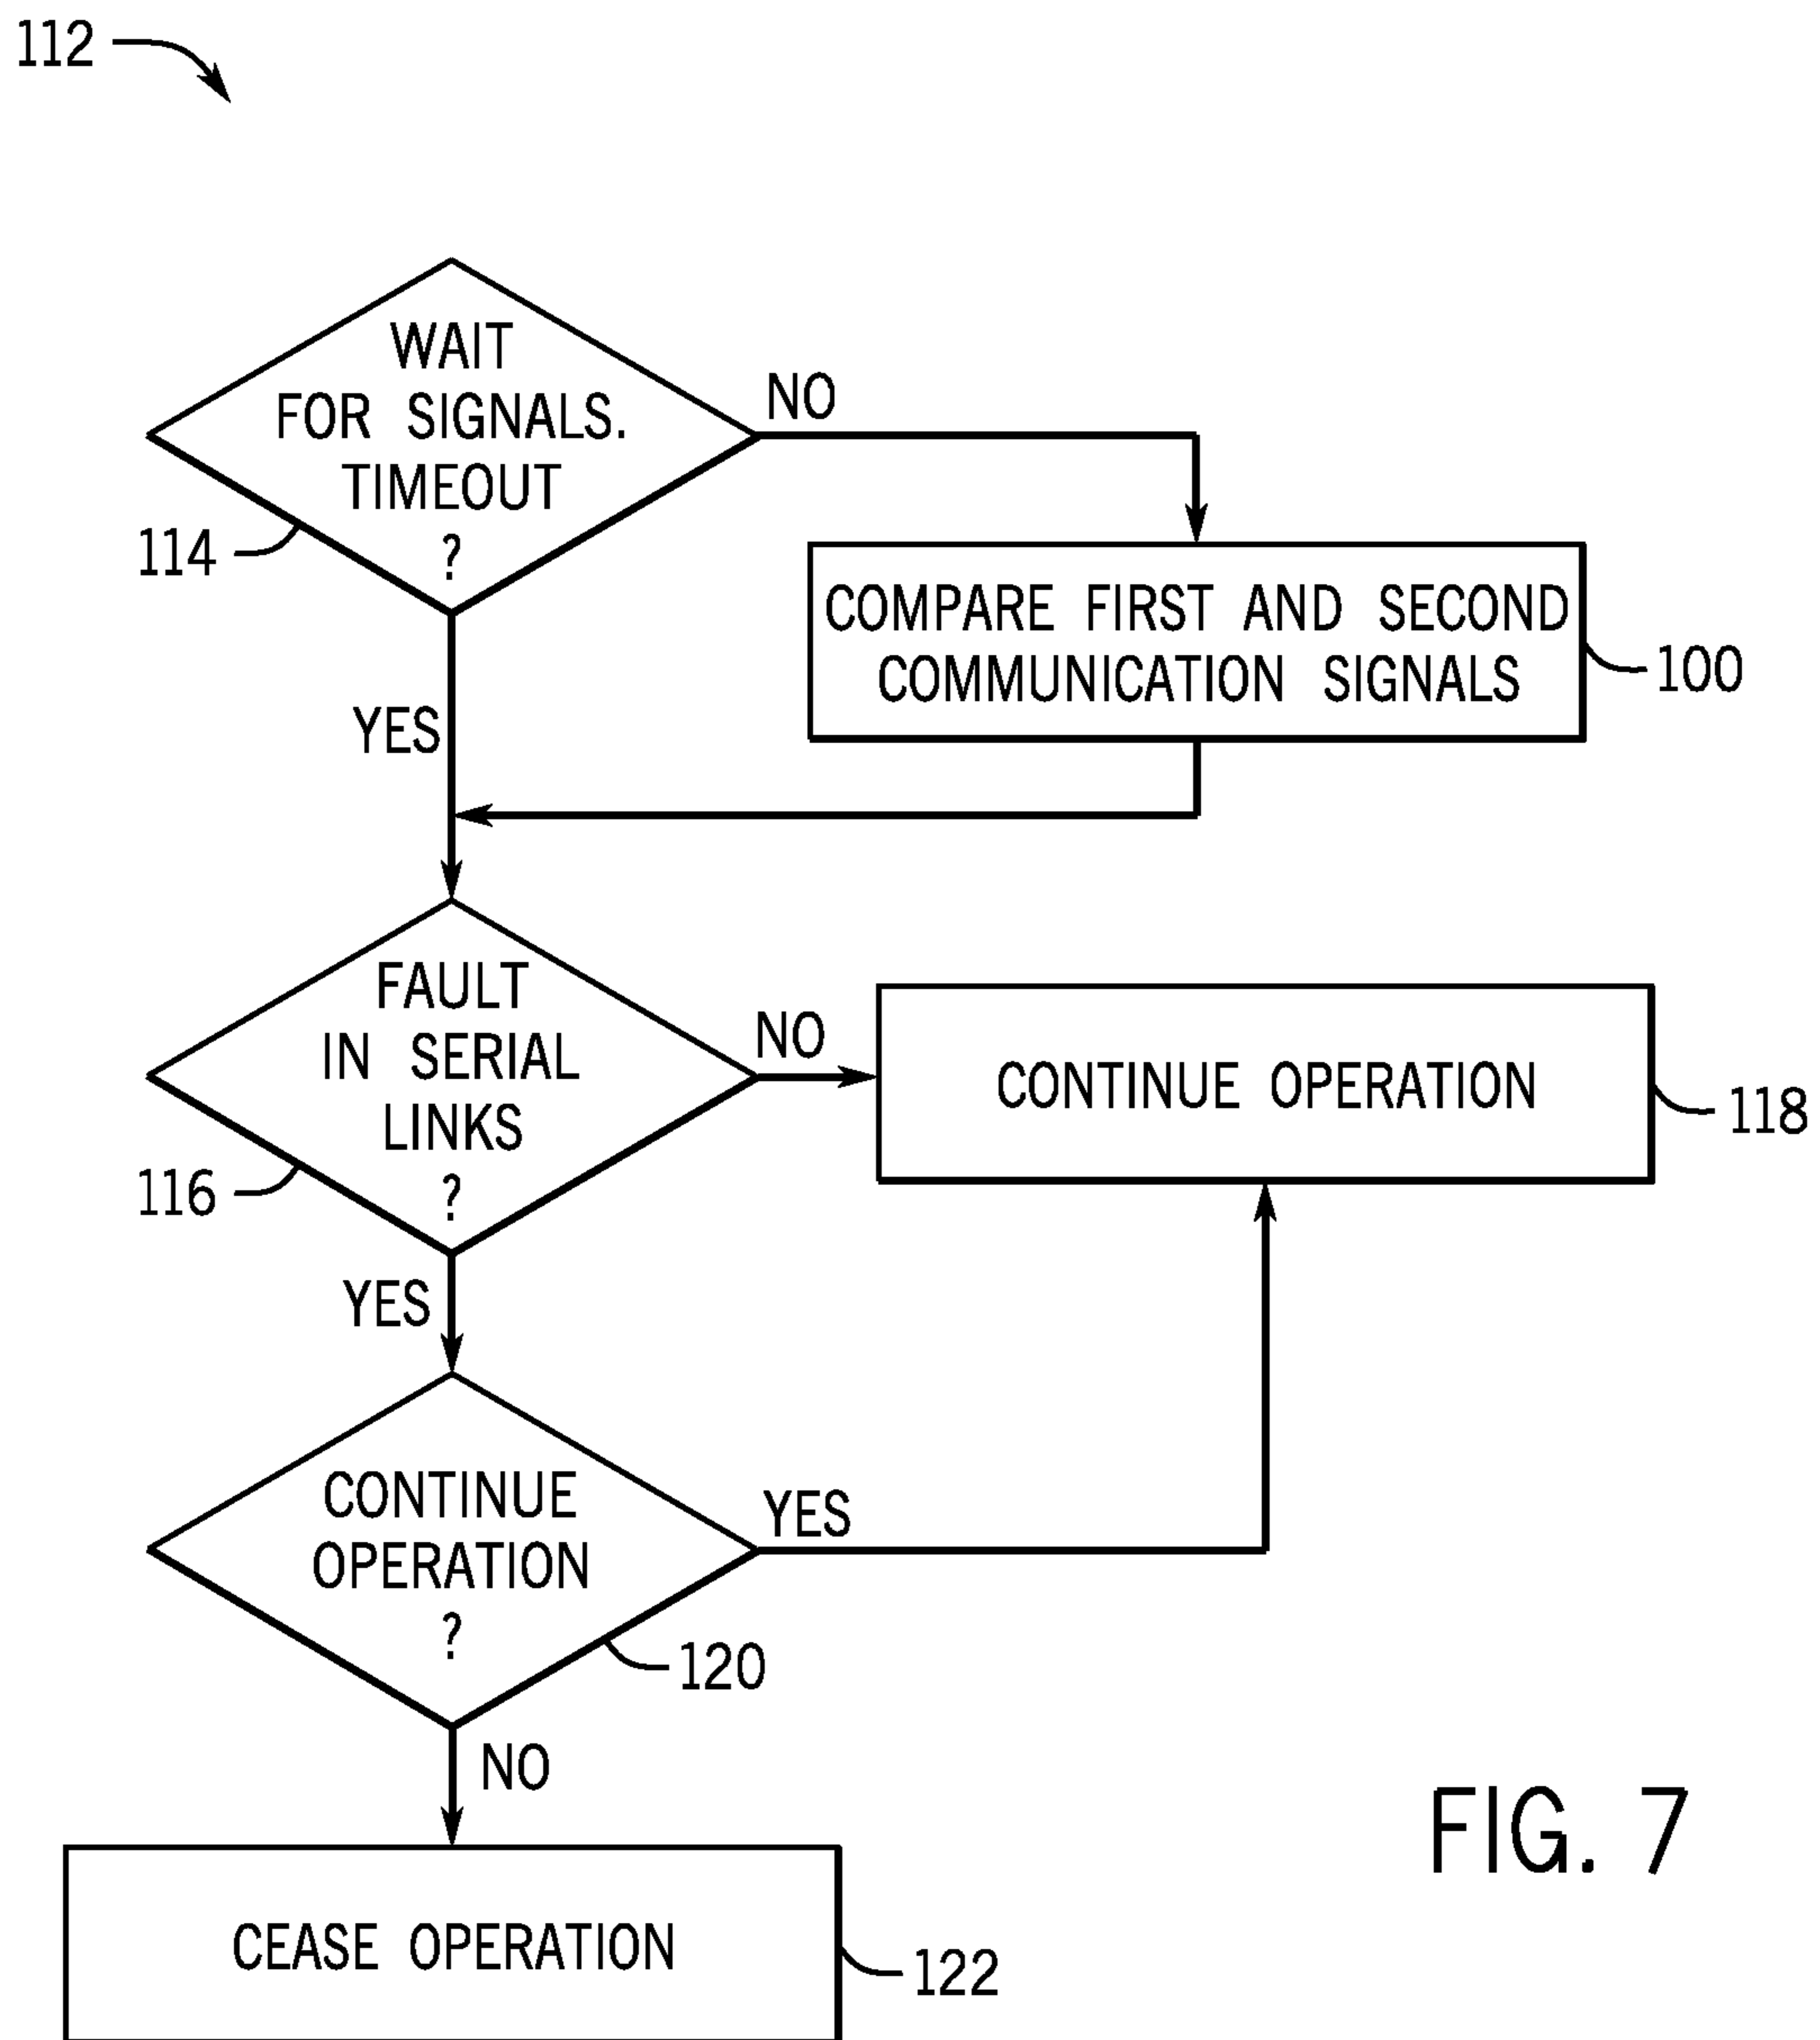 112
WAIT
FOR SIGNALS.
TIMEOUT
?
NO
114
COMPARE FIRST AND SECOND
COMMUNICATION SIGNALS
100
YES
FAULT
IN SERIAL
LINKS
?
NO
116
CONTINUE OPERATION
118
YES
CONTINUE
OPERATION
?
YES
120
NO
CEASE OPERATION
122
FIG. 7